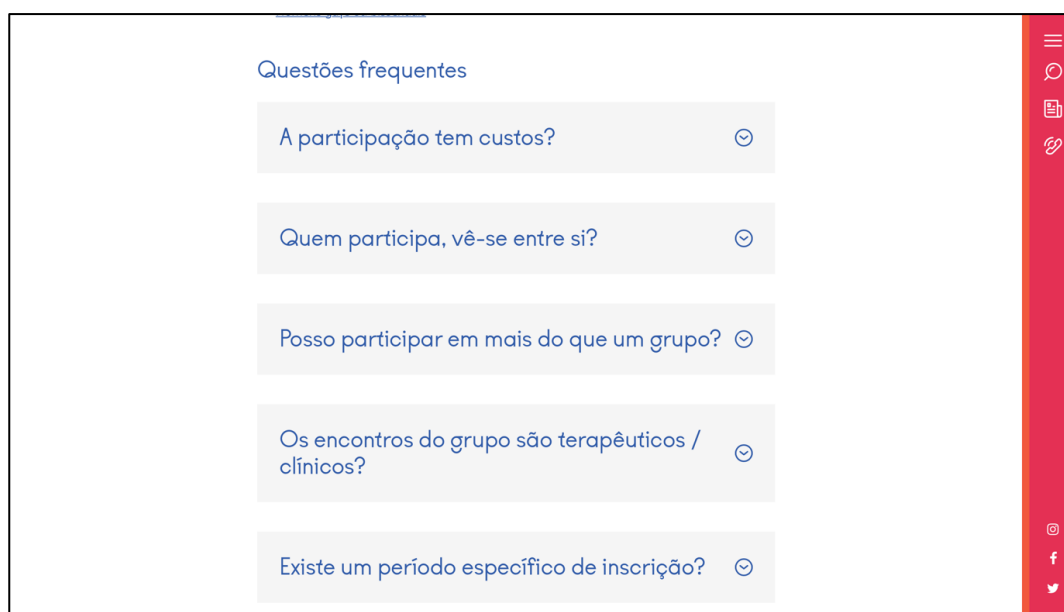 Questões frequentes
A participação tem custos?
Quem participa, vê-se entre si?
Posso participar em mais do que um grupo?
Os encontros do grupo são terapêuticos /
clínicos?
Existe um período específico de inscrição?